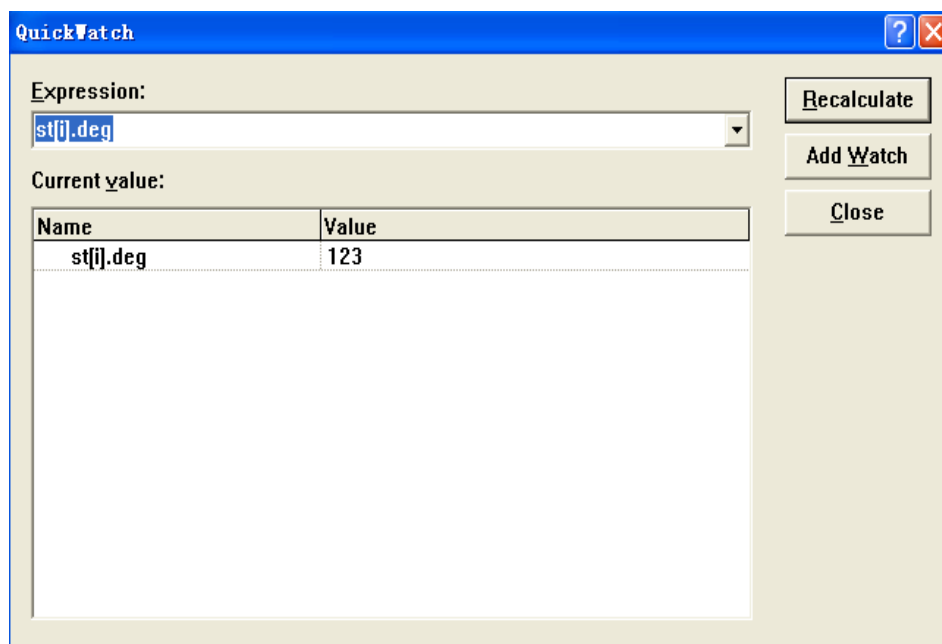 QuickWatch
Expression:
st[i].deg
Recalculate
Add Watch
Close
Current value:
Name Value
st[i].deg 123